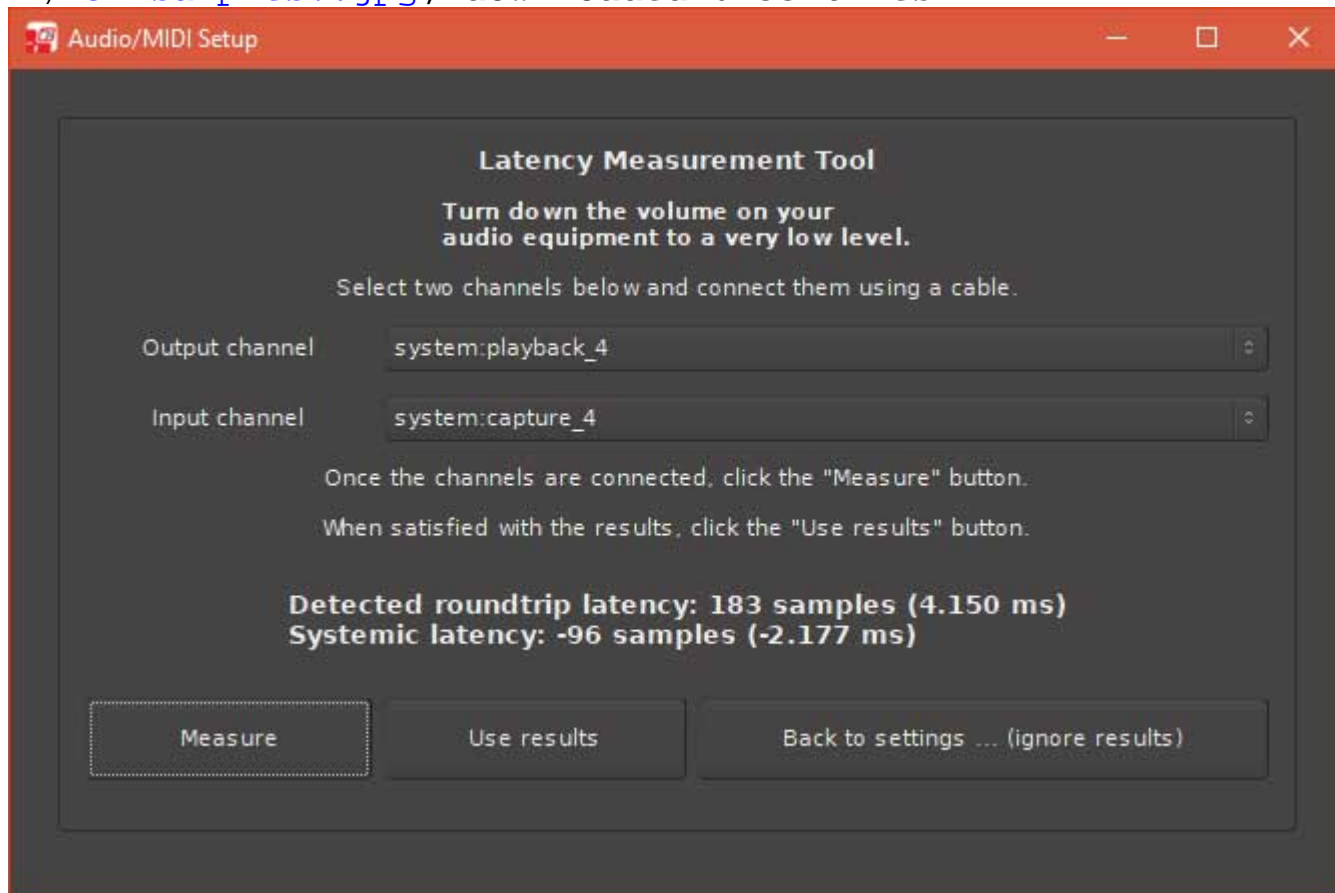 Audio/MIDI Setup
Latency Measurement Tool
Turn down the volume on your
audio equipment to a very low level.
Select two channels below and connect them using a cable.
Output channel system:playback_4
Input channel system:capture_4
Once the channels are connected, click the "Measure" button.
When satisfied with the results, click the "Use results" button.
Detected roundtrip latency: 183 samples (4.150 ms)
Systemic latency: -96 samples (-2.177 ms)
Measure Use results Back to settings ... (ignore results)